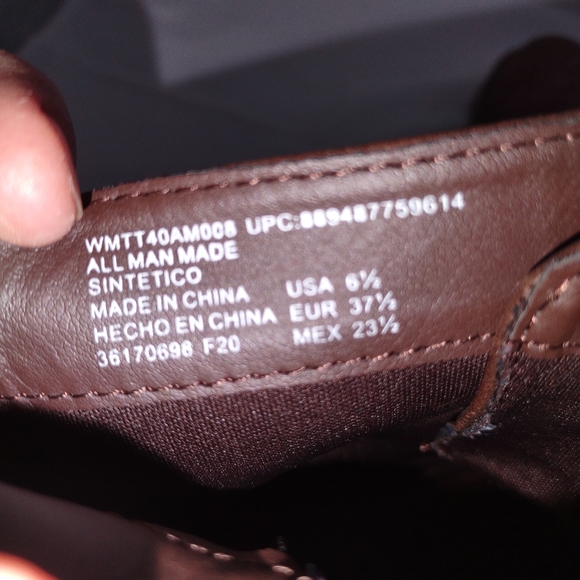 WMTT40AM008 UPC:889487759614
ALL MAN MADE
SINTETICO
MADE IN CHINA
HECHO EN CHINA
36170698 F20
USA 6½
EUR 37½
MEX 23½